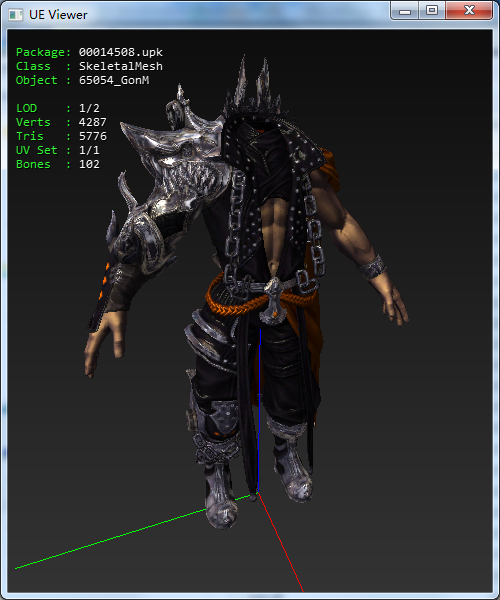 UE Viewer
Package: 00014508.upk
Class : SkeletalMesh
Object : 65054_GonM
LOD : 1/2
Verts : 4287
Tris : 5776
UV Set : 1/1
Bones : 102